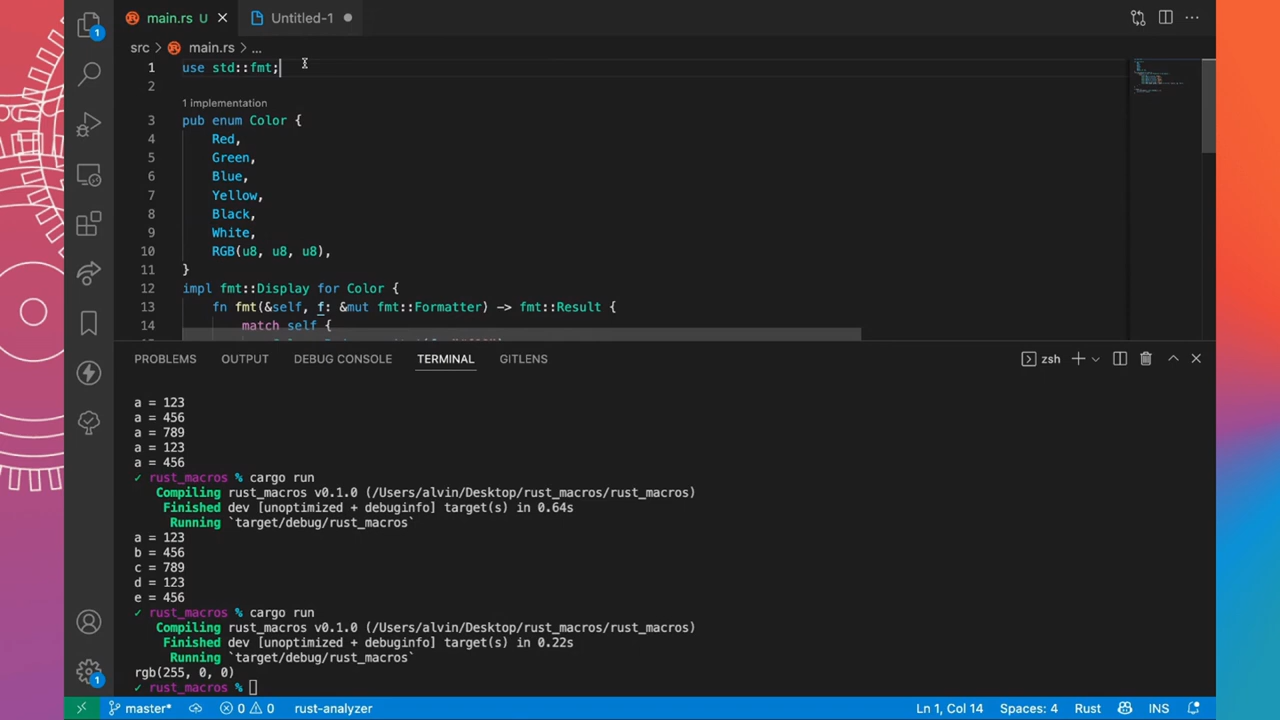 main.rs U
Untitled-1
src > main.rs > ...
1 use std::fmt;
2
1 implementation
3 pub enum Color {
4 Red,
5 Green,
6 Blue,
7 Yellow,
8 Black,
9 White,
10 RGB(u8, u8, u8),
11 }
12 impl fmt::Display for Color {
13 fn fmt(&self, f: &mut fmt::Formatter) -> fmt::Result {
14 match self {
PROBLEMS OUTPUT DEBUG CONSOLE TERMINAL GITLENS
zsh
a = 123
a = 456
a = 789
a = 123
a = 456
✓ rust_macros % cargo run
Compiling rust_macros v0.1.0 (/Users/alvin/Desktop/rust_macros/rust_macros)
Finished dev [unoptimized + debuginfo] target(s) in 0.64s
Running `target/debug/rust_macros`
a = 123
b = 456
c = 789
d = 123
e = 456
✓ rust_macros % cargo run
Compiling rust_macros v0.1.0 (/Users/alvin/Desktop/rust_macros/rust_macros)
Finished dev [unoptimized + debuginfo] target(s) in 0.22s
Running `target/debug/rust_macros`
rgb(255, 0, 0)
✓ rust_macros %
1
1
master* 0 0 rust-analyzer Ln 1, Col 14 Spaces: 4 Rust INS